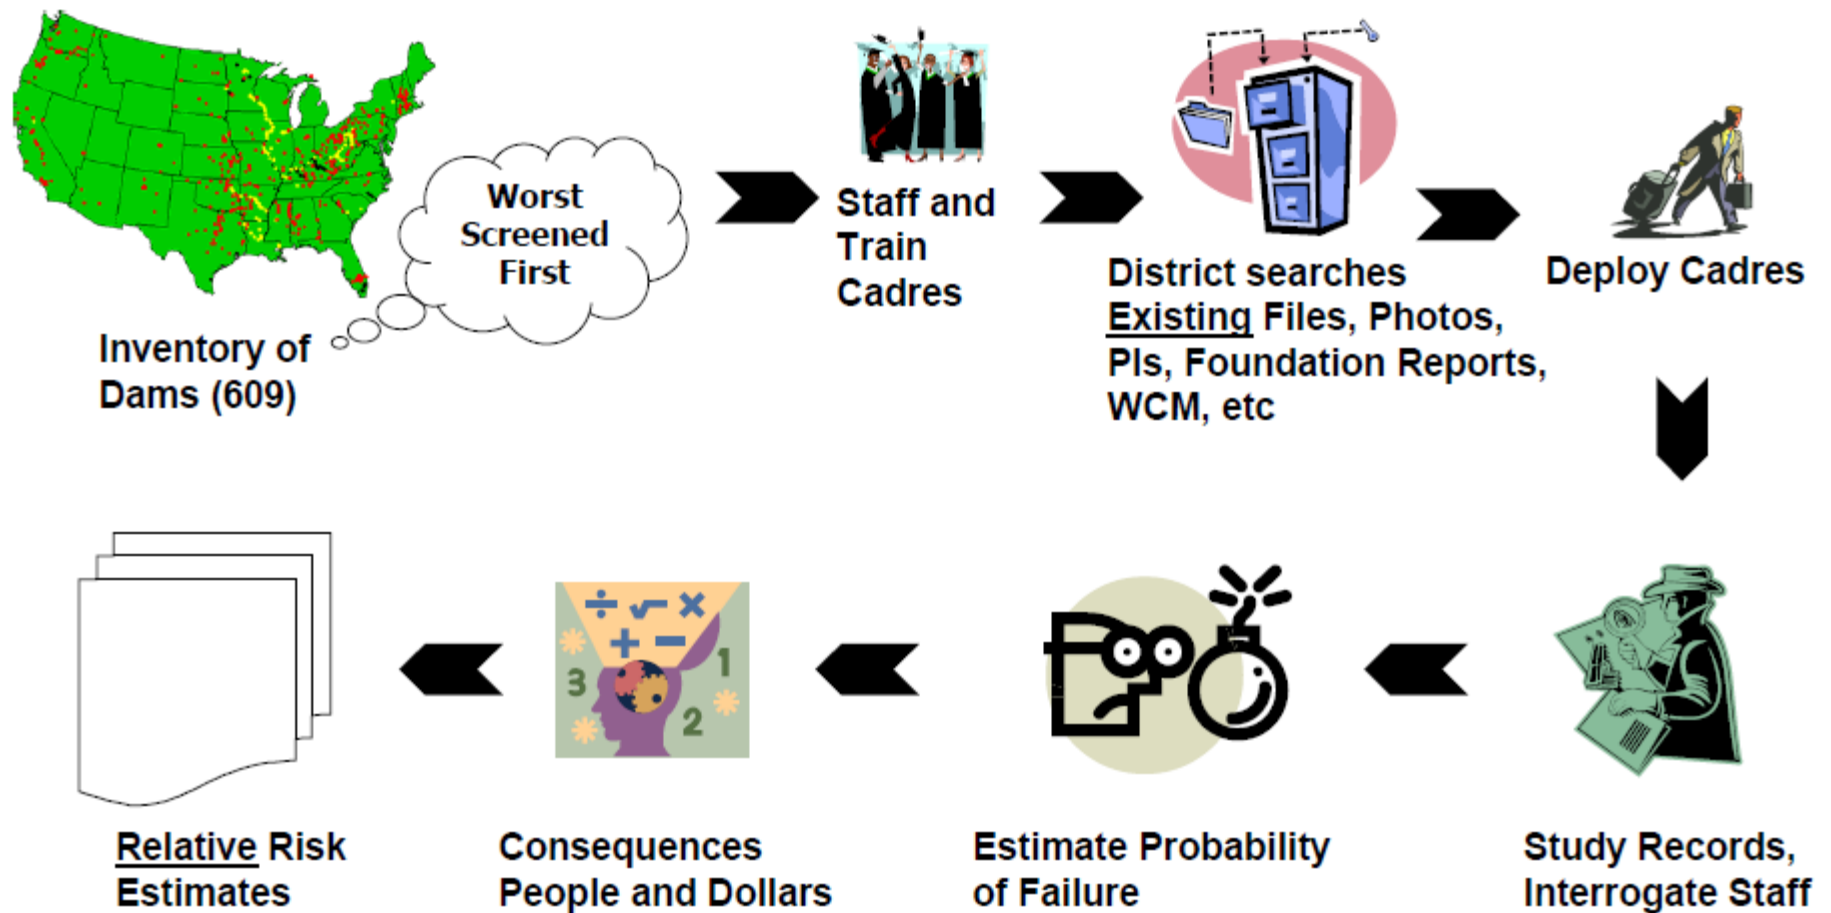 Worst
Screened
First
Inventory of
Dams (609)
Staff and
Train
Cadres
District searches
Existing Files, Photos,
PIs, Foundation Reports,
WCM, etc
Deploy Cadres
Study Records,
Interrogate Staff
Estimate Probability
of Failure
÷ √ ×
+ −
1
3
2
Consequences
People and Dollars
Relative Risk
Estimates